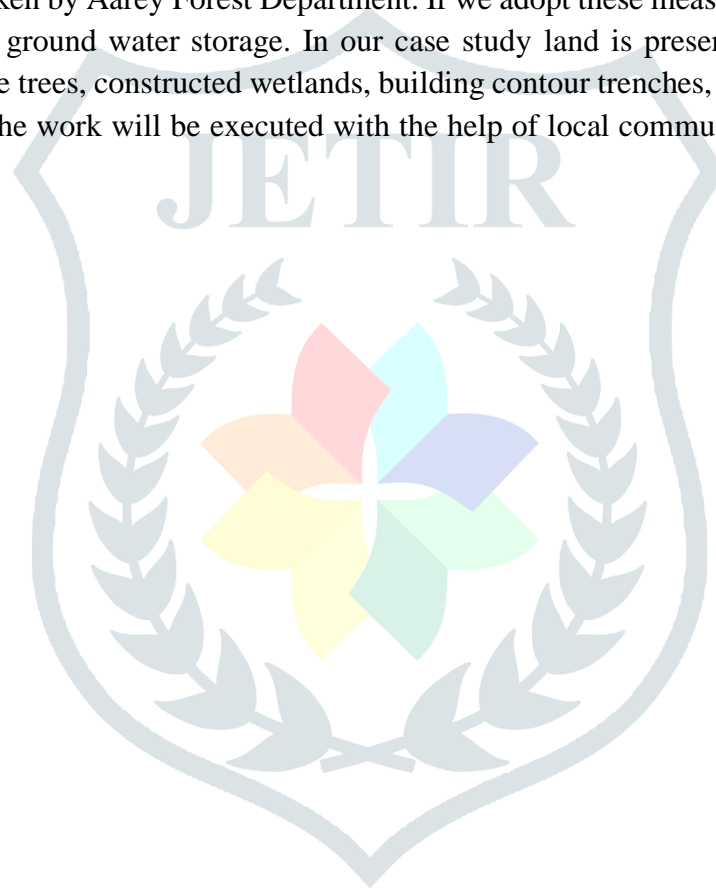 ken by Aarey Forest Department. If we adopt these meas
ground water storage. In our case study land is presen
e trees, constructed wetlands, building contour trenches,
he work will be executed with the help of local commu
JETIR